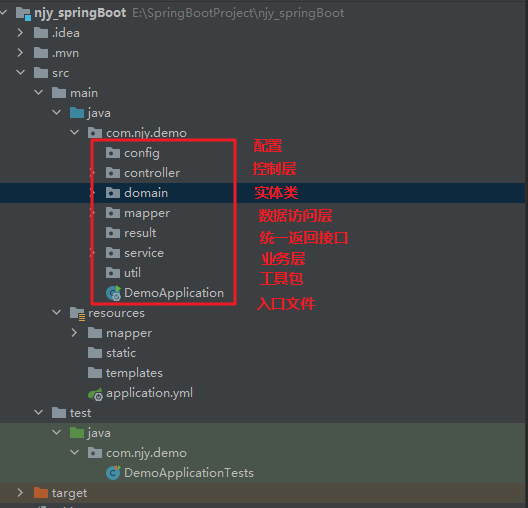 njy_springBoot E:\SpringBootProject\njy_springBoot
.idea
.mvn
src
main
java
com.njy.demo
config 配置
controller 控制层
domain 实体类
mapper 数据访问层
result 统一返回接口
service 业务层
util 工具包
DemoApplication 入口文件
resources
mapper
static
templates
application.yml
test
java
com.njy.demo
DemoApplicationTests
target